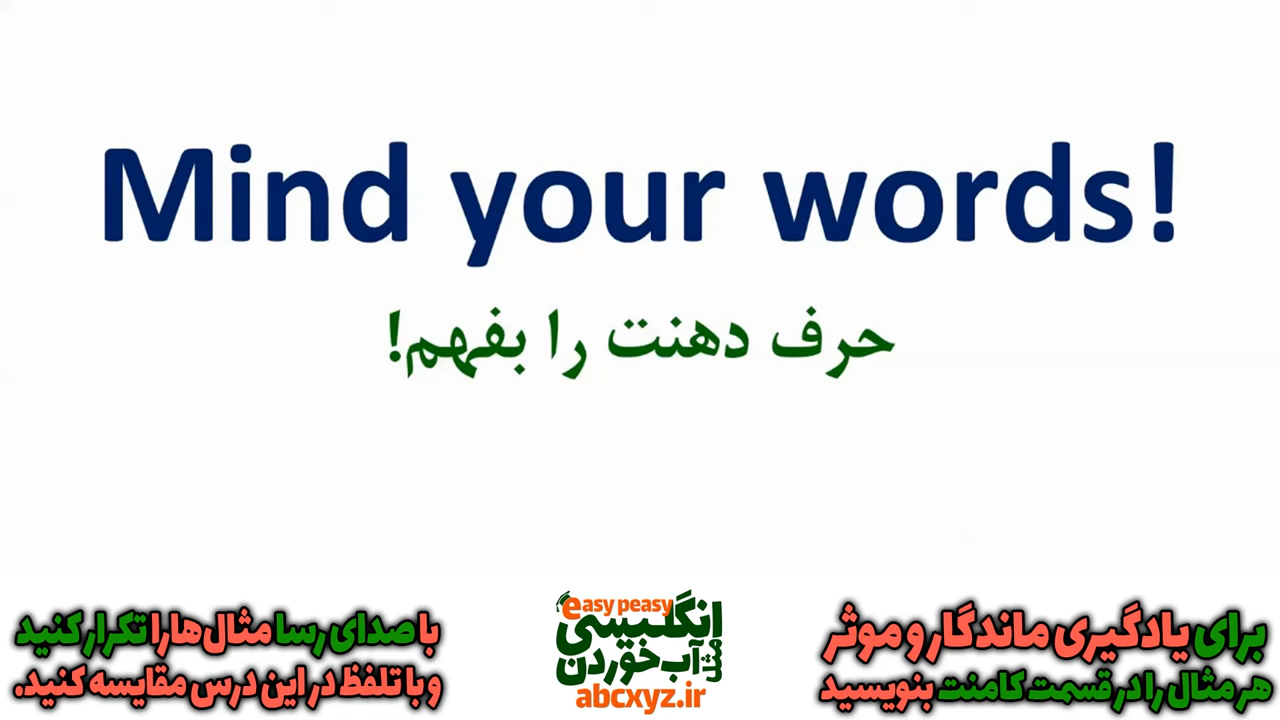 Mind your words!
حرف دهنت را بفهم!
برای یادگیری ماندگار و موثر
هر مثال را در قسمت کامنت بنویسید
easy peasy
انگلیسی
مثل آب خوردن
abcxyz.ir
با صدای رسا مثال‌ها را تکرار کنید
و با تلفظ در این درس مقایسه کنید.